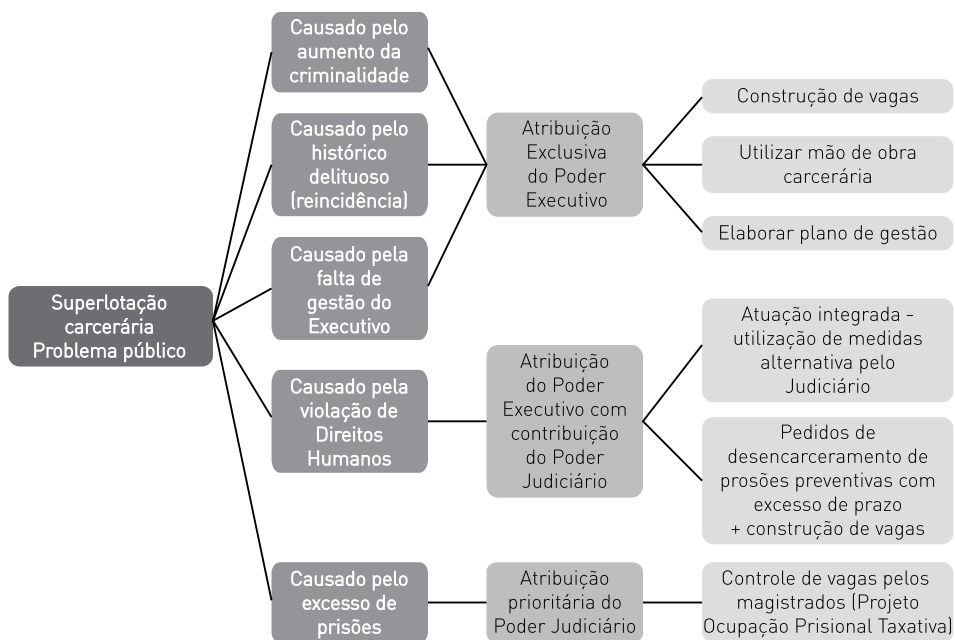 Superlotação
carcerária
Problema público
Causado pelo
aumento da
criminalidade
Causado pelo
histórico
delituoso
(reincidência)
Causado pela
falta de
gestão do
Executivo
Causado pela
violação de
Direitos
Humanos
Causado pelo
excesso de
prisões
Atribuição
Exclusiva
do Poder
Executivo
Atribuição
do Poder
Executivo com
contribuição
do Poder
Judiciário
Atribuição
prioritária do
Poder Judiciário
Construção de vagas
Utilizar mão de obra
carcerária
Elaborar plano de gestão
Atuação integrada -
utilização de medidas
alternativa pelo
Judiciário
Pedidos de
desencarceramento de
prosões preventivas com
excesso de prazo
+ construção de vagas
Controle de vagas pelos
magistrados (Projeto
Ocupação Prisional Taxativa)